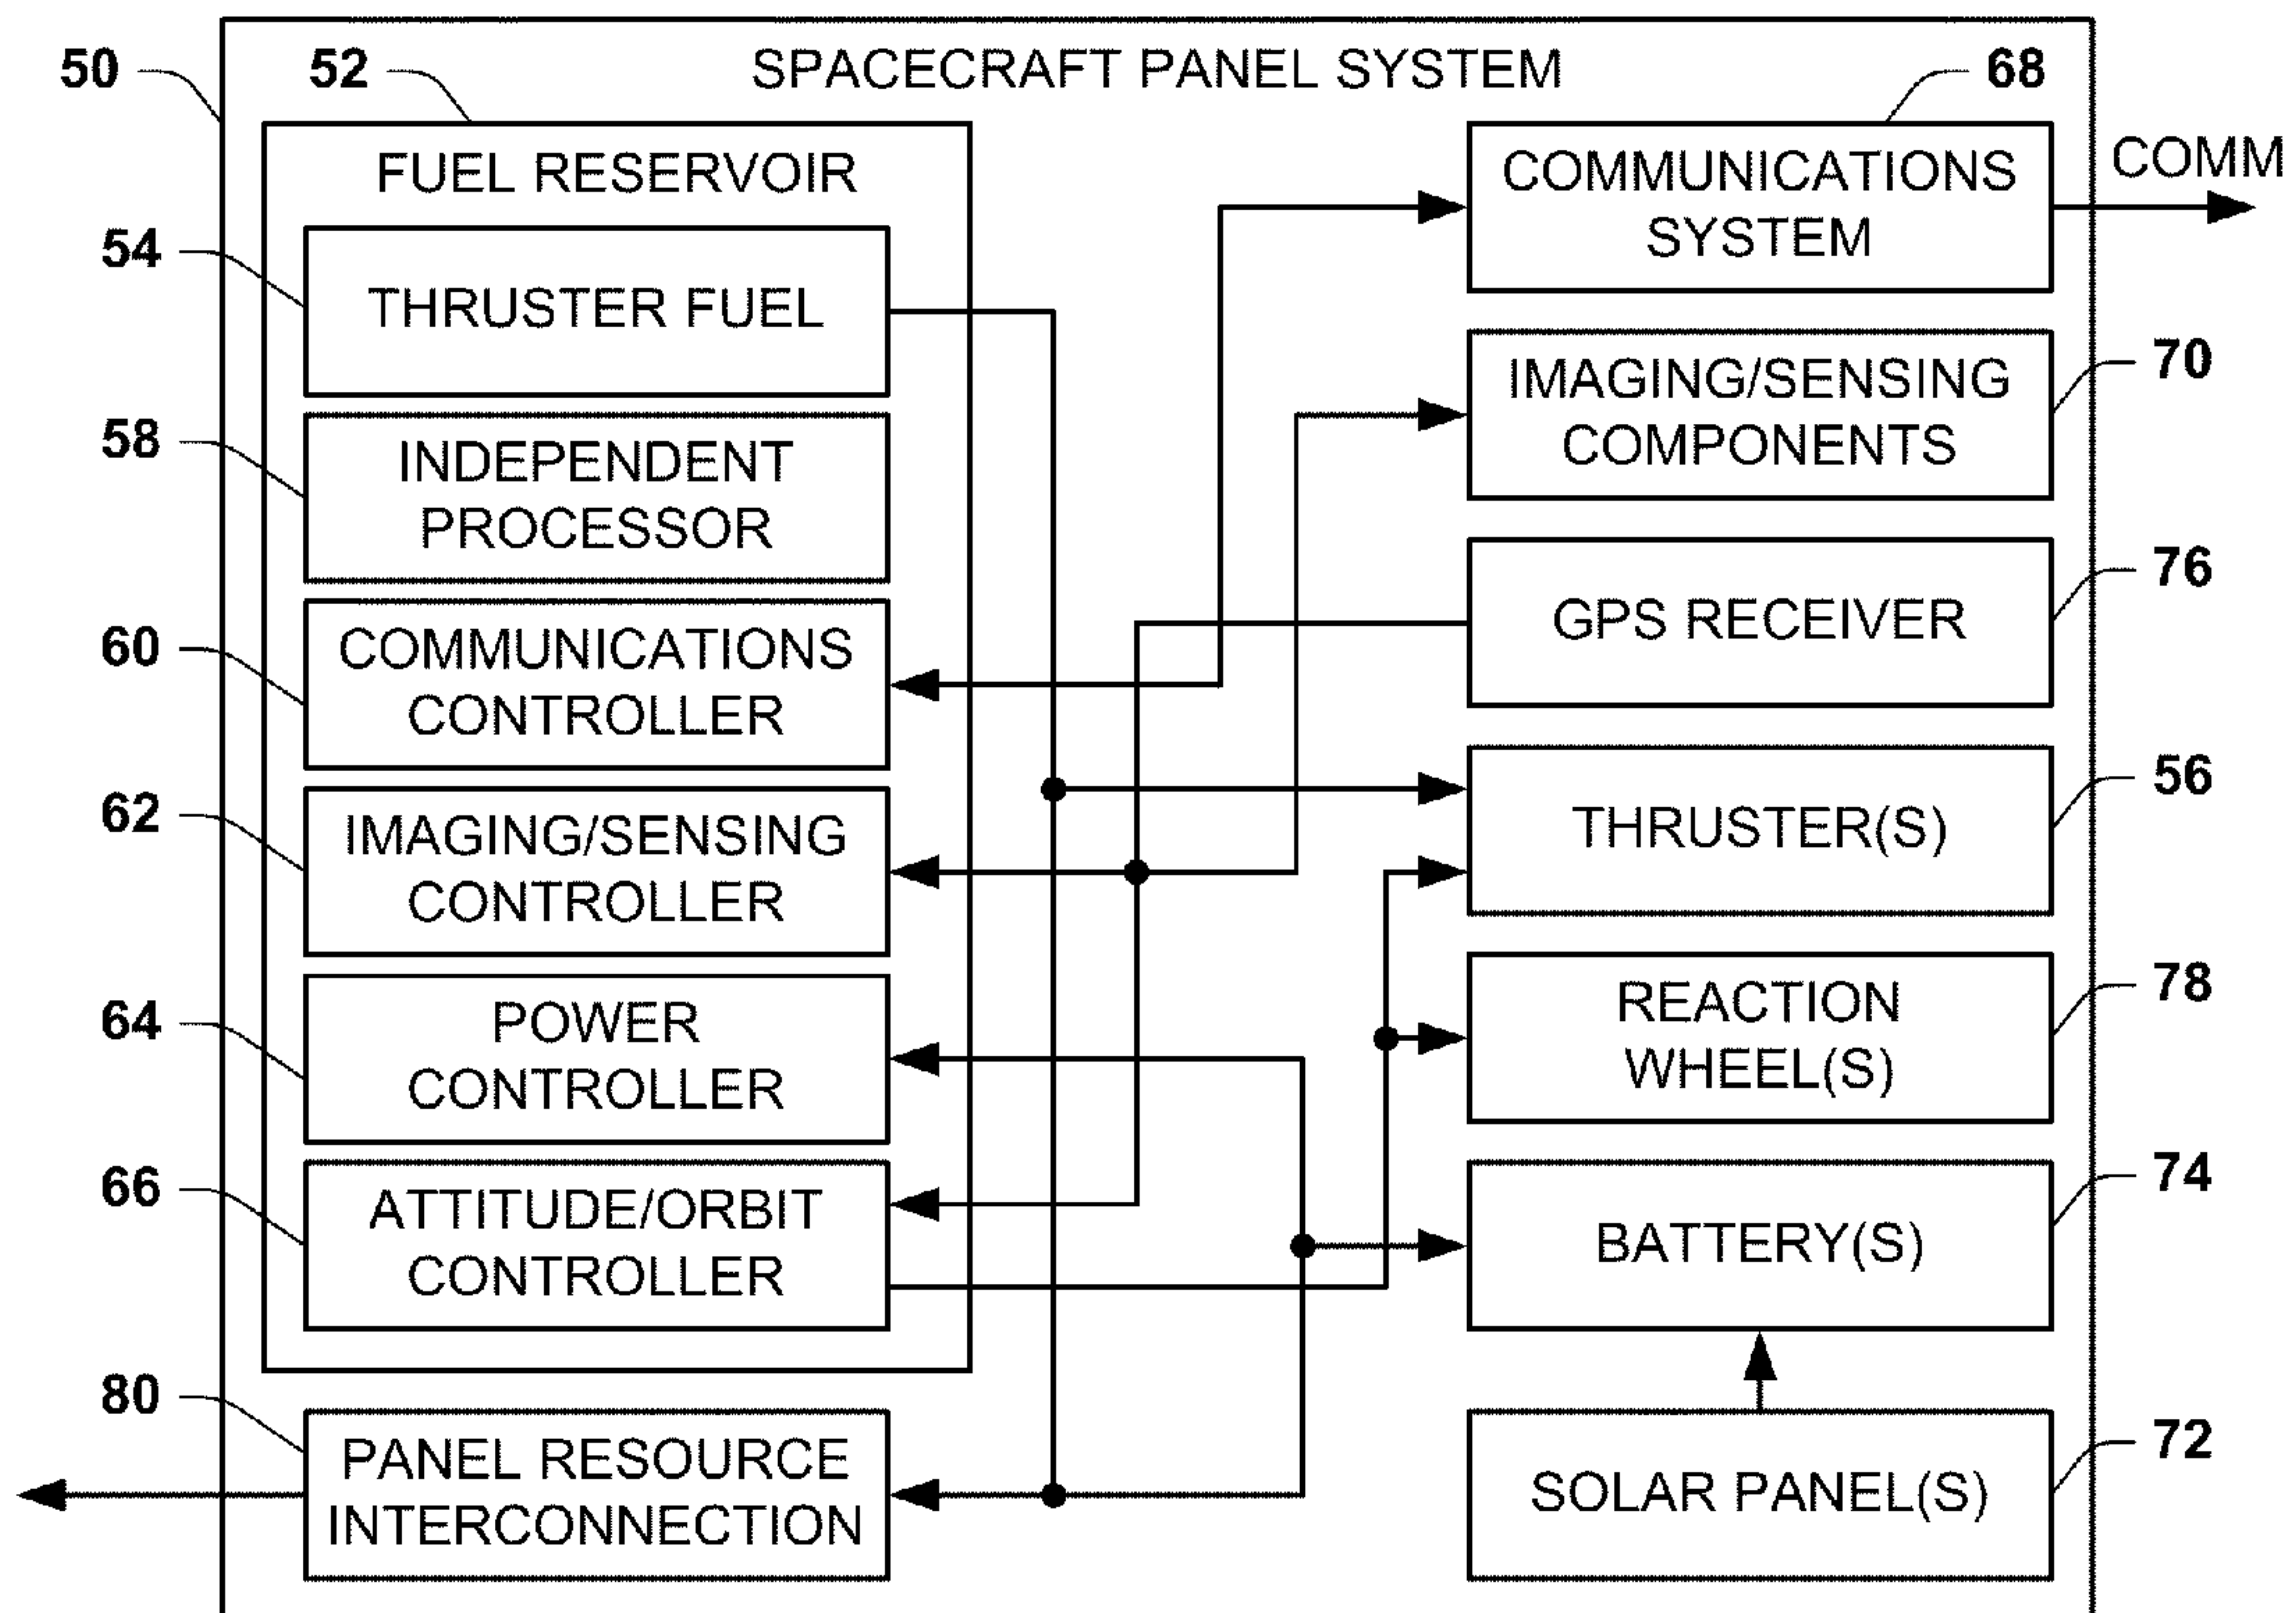 SPACECRAFT PANEL SYSTEM
50
52
FUEL RESERVOIR
54
THRUSTER FUEL
58
INDEPENDENT
PROCESSOR
60
COMMUNICATIONS
CONTROLLER
62
IMAGING/SENSING
CONTROLLER
64
POWER
CONTROLLER
66
ATTITUDE/ORBIT
CONTROLLER
80
PANEL RESOURCE
INTERCONNECTION
68
COMMUNICATIONS
SYSTEM
COMM
70
IMAGING/SENSING
COMPONENTS
76
GPS RECEIVER
56
THRUSTER(S)
78
REACTION
WHEEL(S)
74
BATTERY(S)
72
SOLAR PANEL(S)